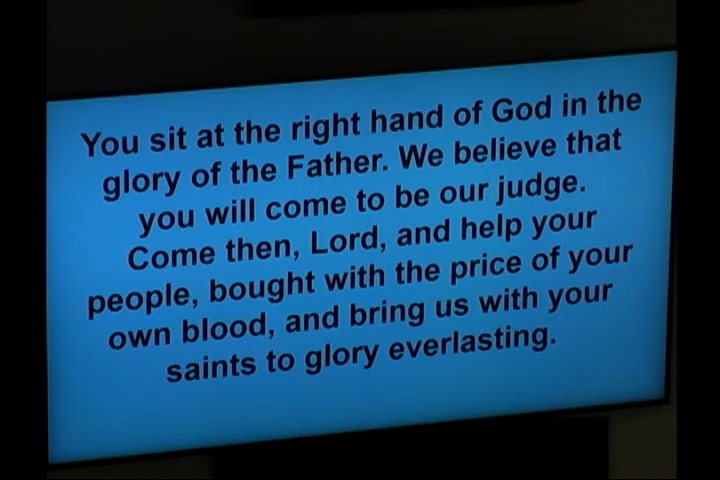 You sit at the right hand of God in the
glory of the Father. We believe that
you will come to be our judge.
Come then, Lord, and help your
people, bought with the price of your
own blood, and bring us with your
saints to glory everlasting.